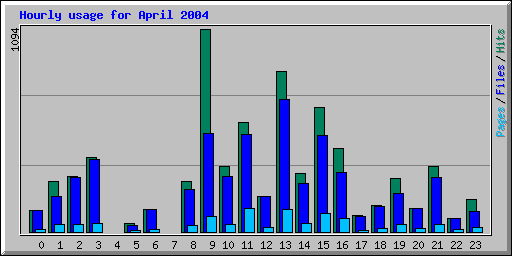 Hourly usage for April 2004
1094
Pages/Files/Hits
0 1 2 3 4 5 6 7 8 9 10 11 12 13 14 15 16 17 18 19 20 21 22 23